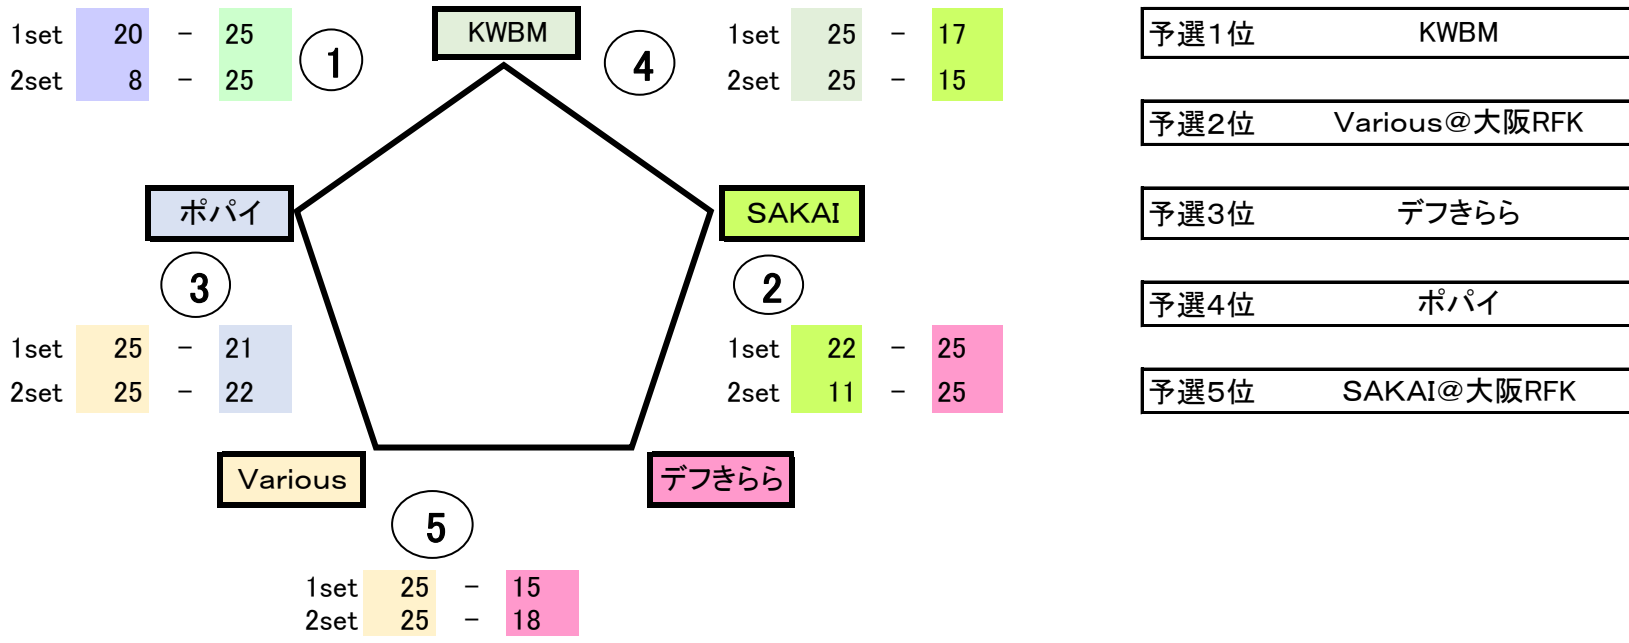 1set 20 - 25
2set 8 - 25
①
KWBM
④
1set 25 - 17
2set 25 - 15
ポパイ
SAKAI
③
②
1set 25 - 21
2set 25 - 22
1set 22 - 25
2set 11 - 25
Various
デフきらら
⑤
1set 25 - 15
2set 25 - 18
予選1位 KWBM
予選2位 Various@大阪RFK
予選3位 デフきらら
予選4位 ポパイ
予選5位 SAKAI@大阪RFK